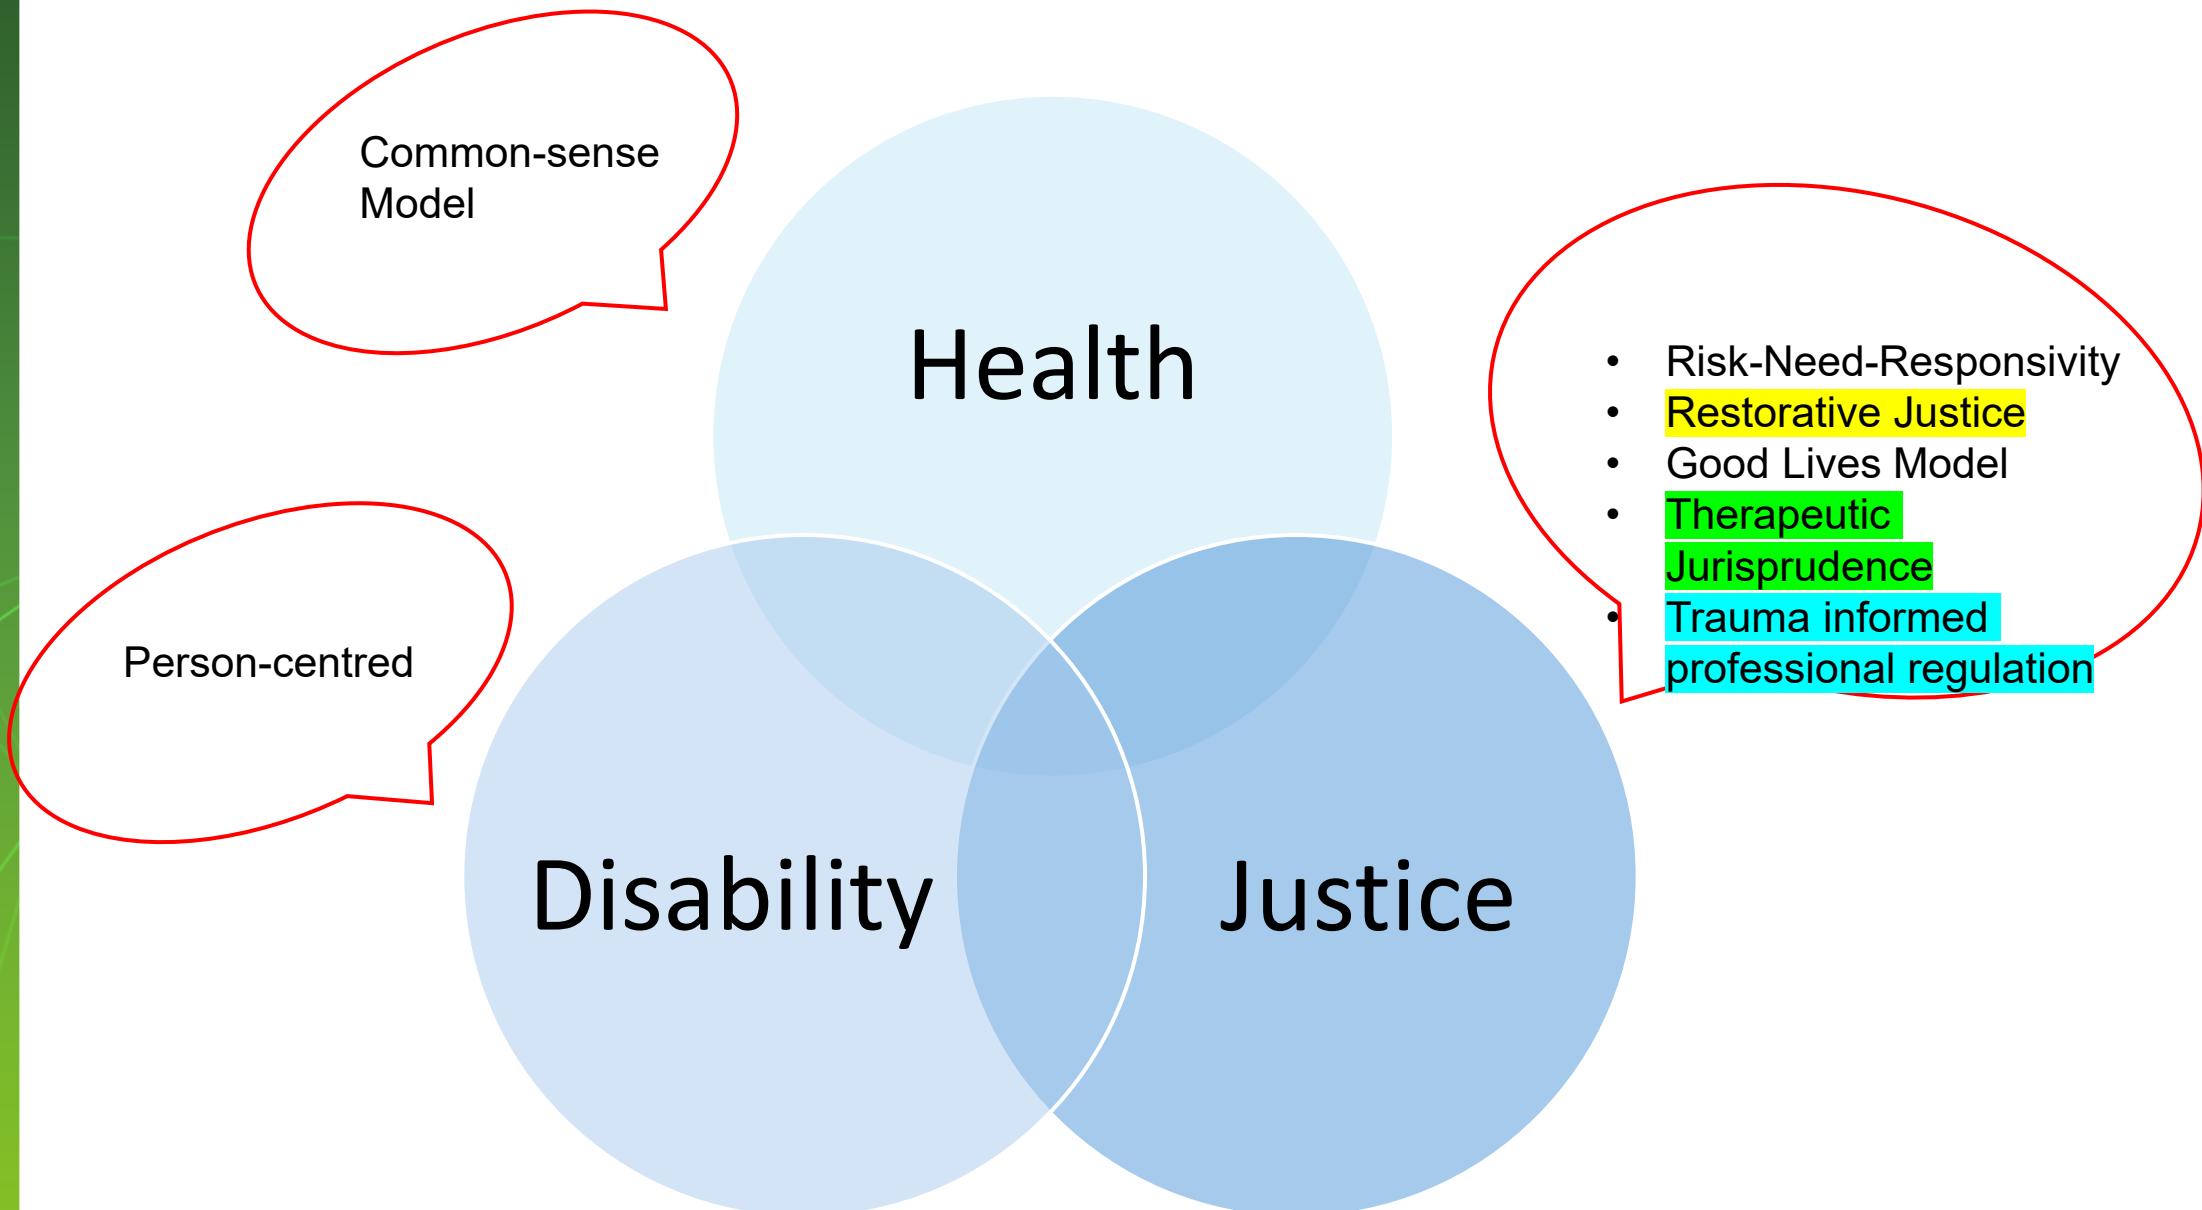 Common-sense
Model
Health
• Risk-Need-Responsivity
• Restorative Justice
• Good Lives Model
• Therapeutic
Jurisprudence
• Trauma informed
professional regulation
Person-centred
Disability
Justice